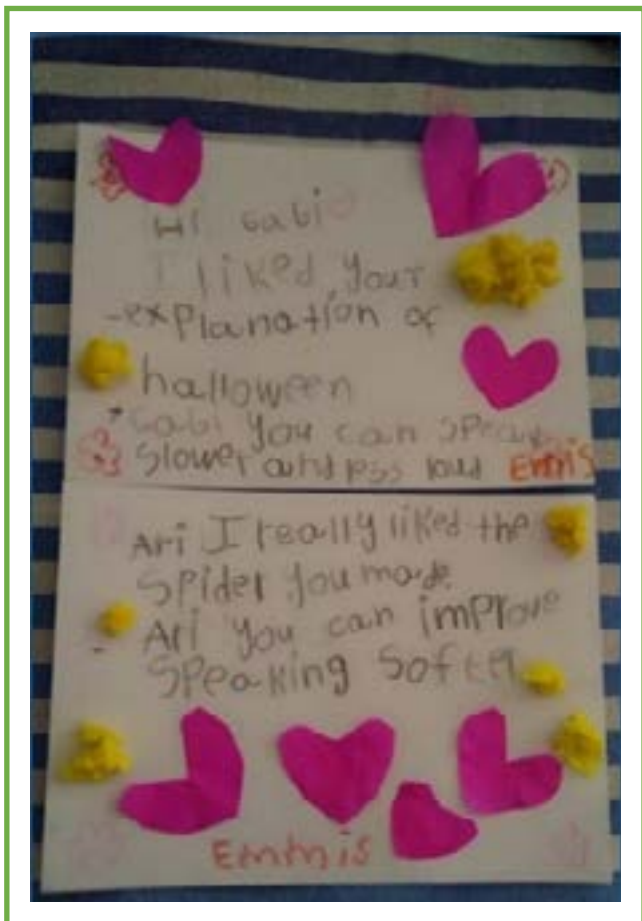 Hi Gabi
I liked your
-explanation of
halloween
Gabi you can speak
slower and less loud Emmis
Ari I really liked the
spider you made
- Ari you can improve
speaking softer
Emmis